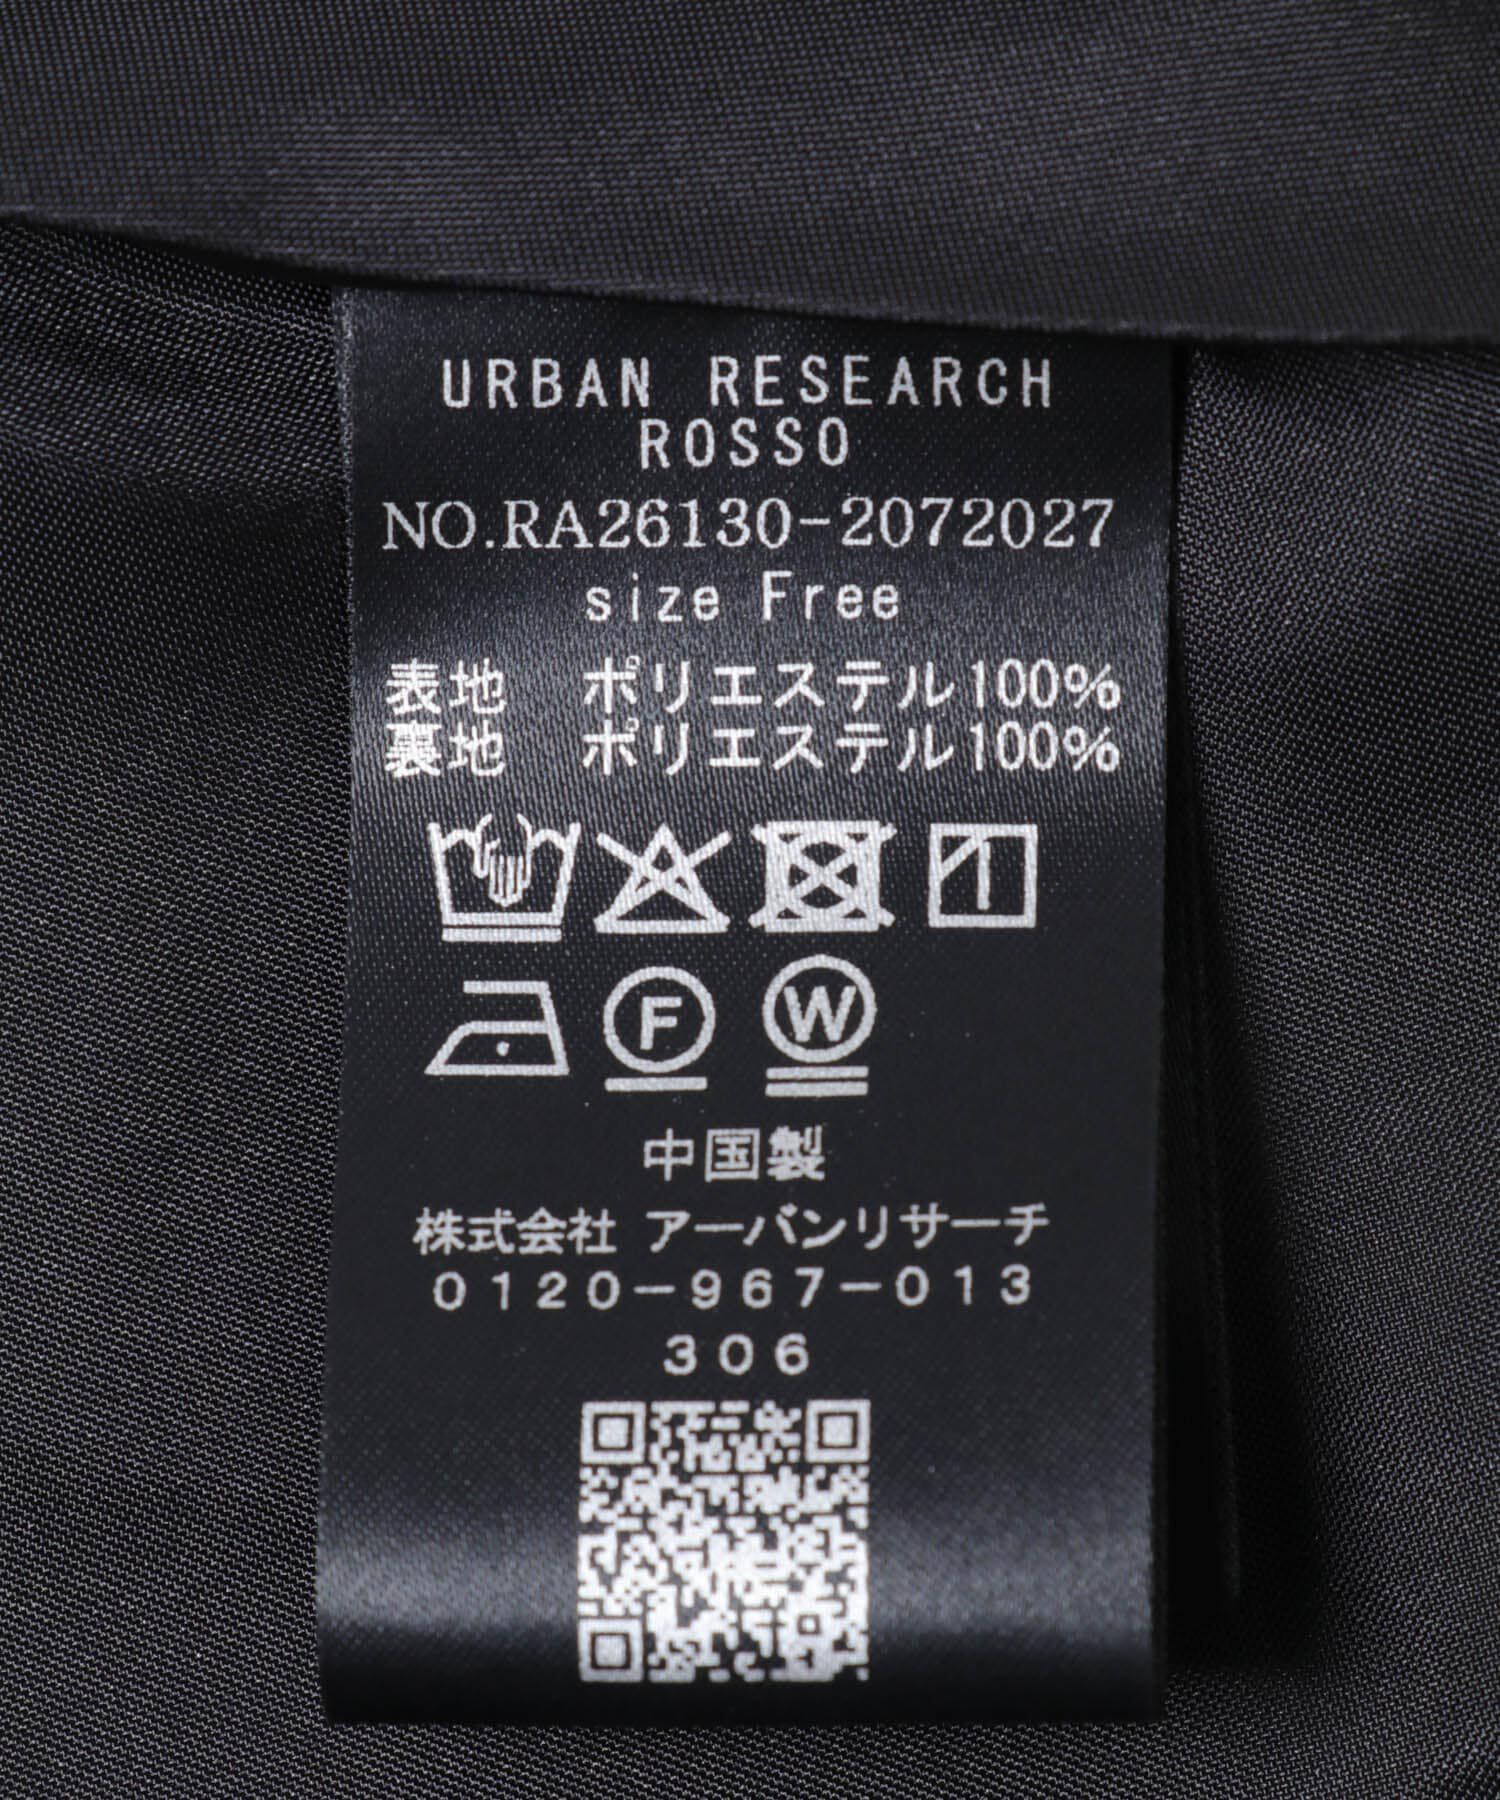 URBAN RESEARCH
ROSSO
NO.RA26130-2072027
size Free
表地 ポリエステル100%
裏地 ポリエステル100%
F W
中国製
株式会社 アーバンリサーチ
0120-967-013
306